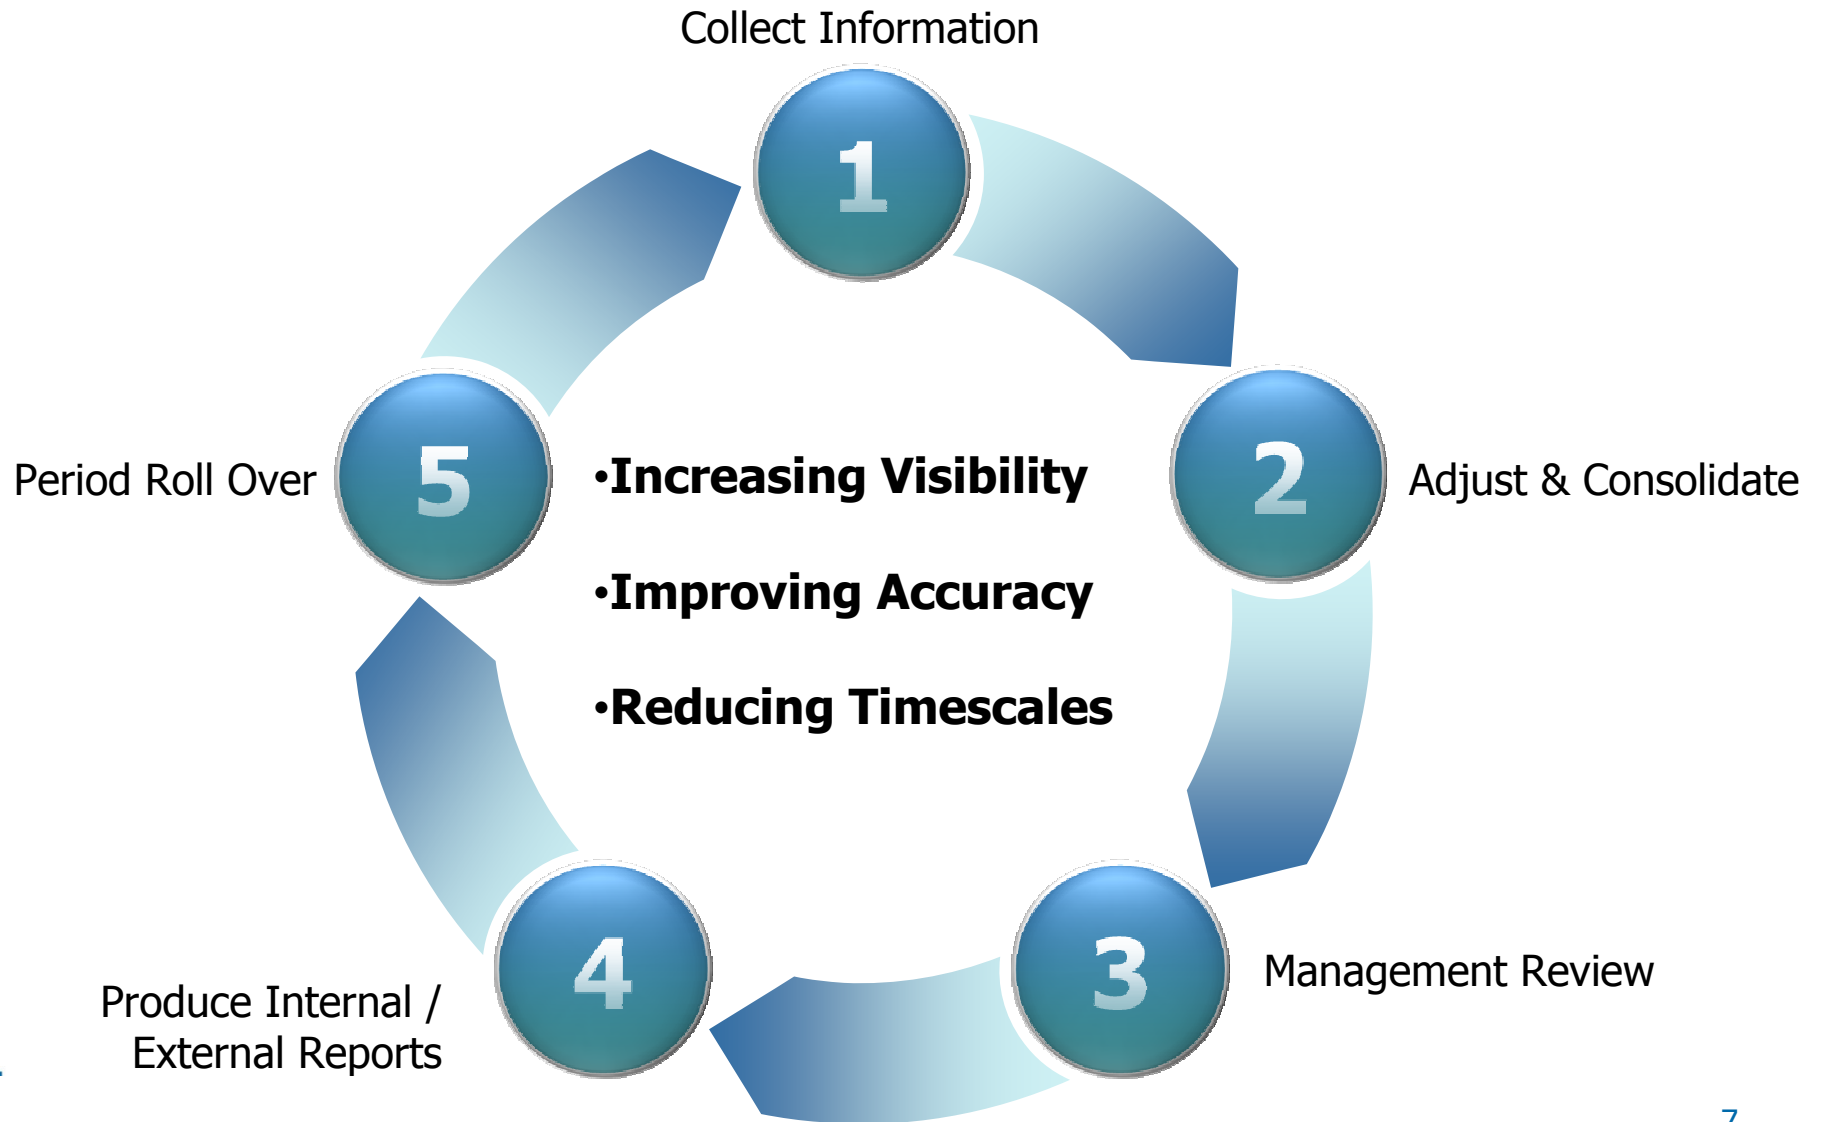 Collect Information
1
2
Adjust & Consolidate
3
Management Review
4
Produce Internal /
External Reports
5
Period Roll Over
•Increasing Visibility
•Improving Accuracy
•Reducing Timescales
7